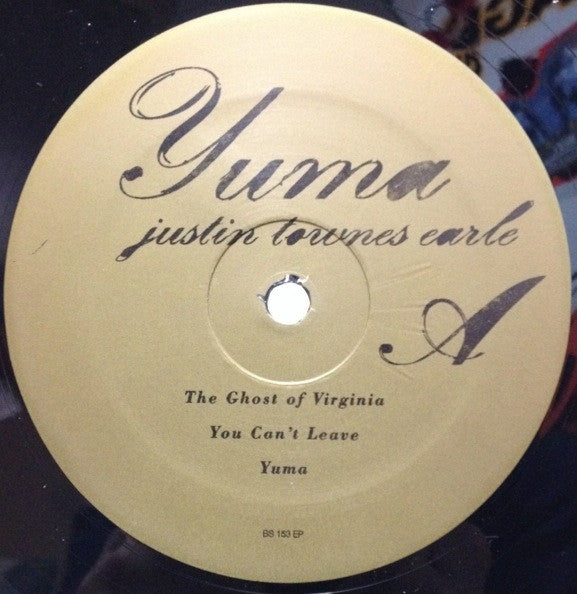 Yuma
justin townes earle
A
The Ghost of Virginia
You Can't Leave
Yuma
BS 153 EP